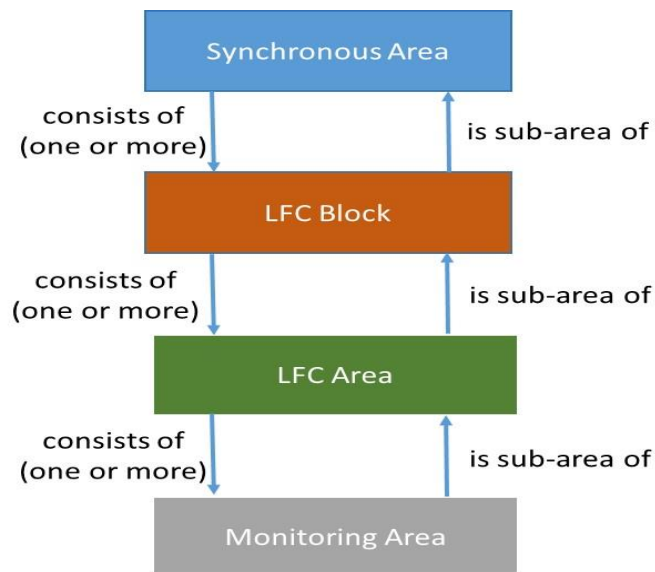 Synchronous Area
consists of
(one or more)
is sub-area of
LFC Block
consists of
(one or more)
is sub-area of
LFC Area
consists of
(one or more)
is sub-area of
Monitoring Area